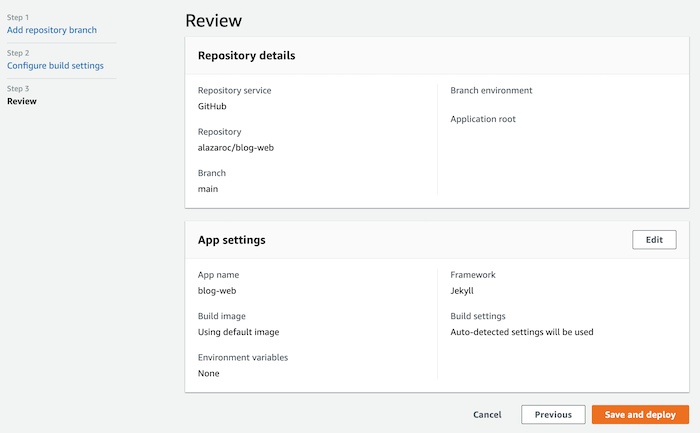 Step 1
Add repository branch
Step 2
Configure build settings
Step 3
Review
Review
Repository details
Repository service
GitHub
Repository
alazaroc/blog-web
Branch
main
Branch environment
Application root
App settings
Edit
App name
blog-web
Build image
Using default image
Environment variables
None
Framework
Jekyll
Build settings
Auto-detected settings will be used
Cancel
Previous
Save and deploy